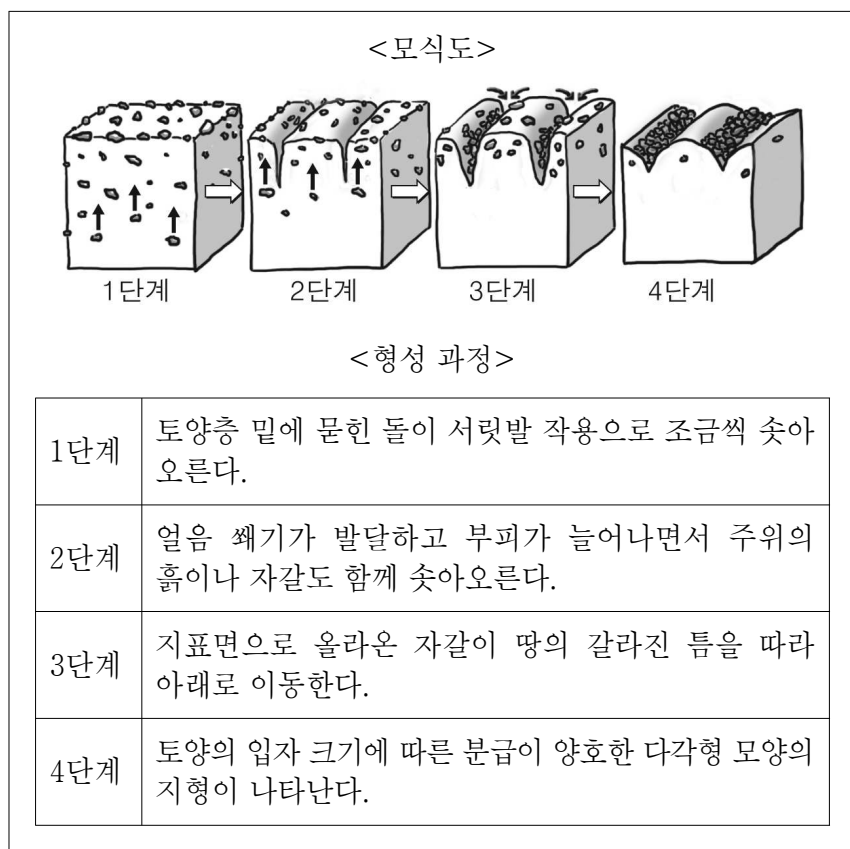 <모식도>
1단계 2단계 3단계 4단계
<형성 과정>
1단계
토양층 밑에 묻힌 돌이 서릿발 작용으로 조금씩 솟아
오른다.
2단계
얼음 쐐기가 발달하고 부피가 늘어나면서 주위의
흙이나 자갈도 함께 솟아오른다.
3단계
지표면으로 올라온 자갈이 땅의 갈라진 틈을 따라
아래로 이동한다.
4단계
토양의 입자 크기에 따른 분급이 양호한 다각형 모양의
지형이 나타난다.